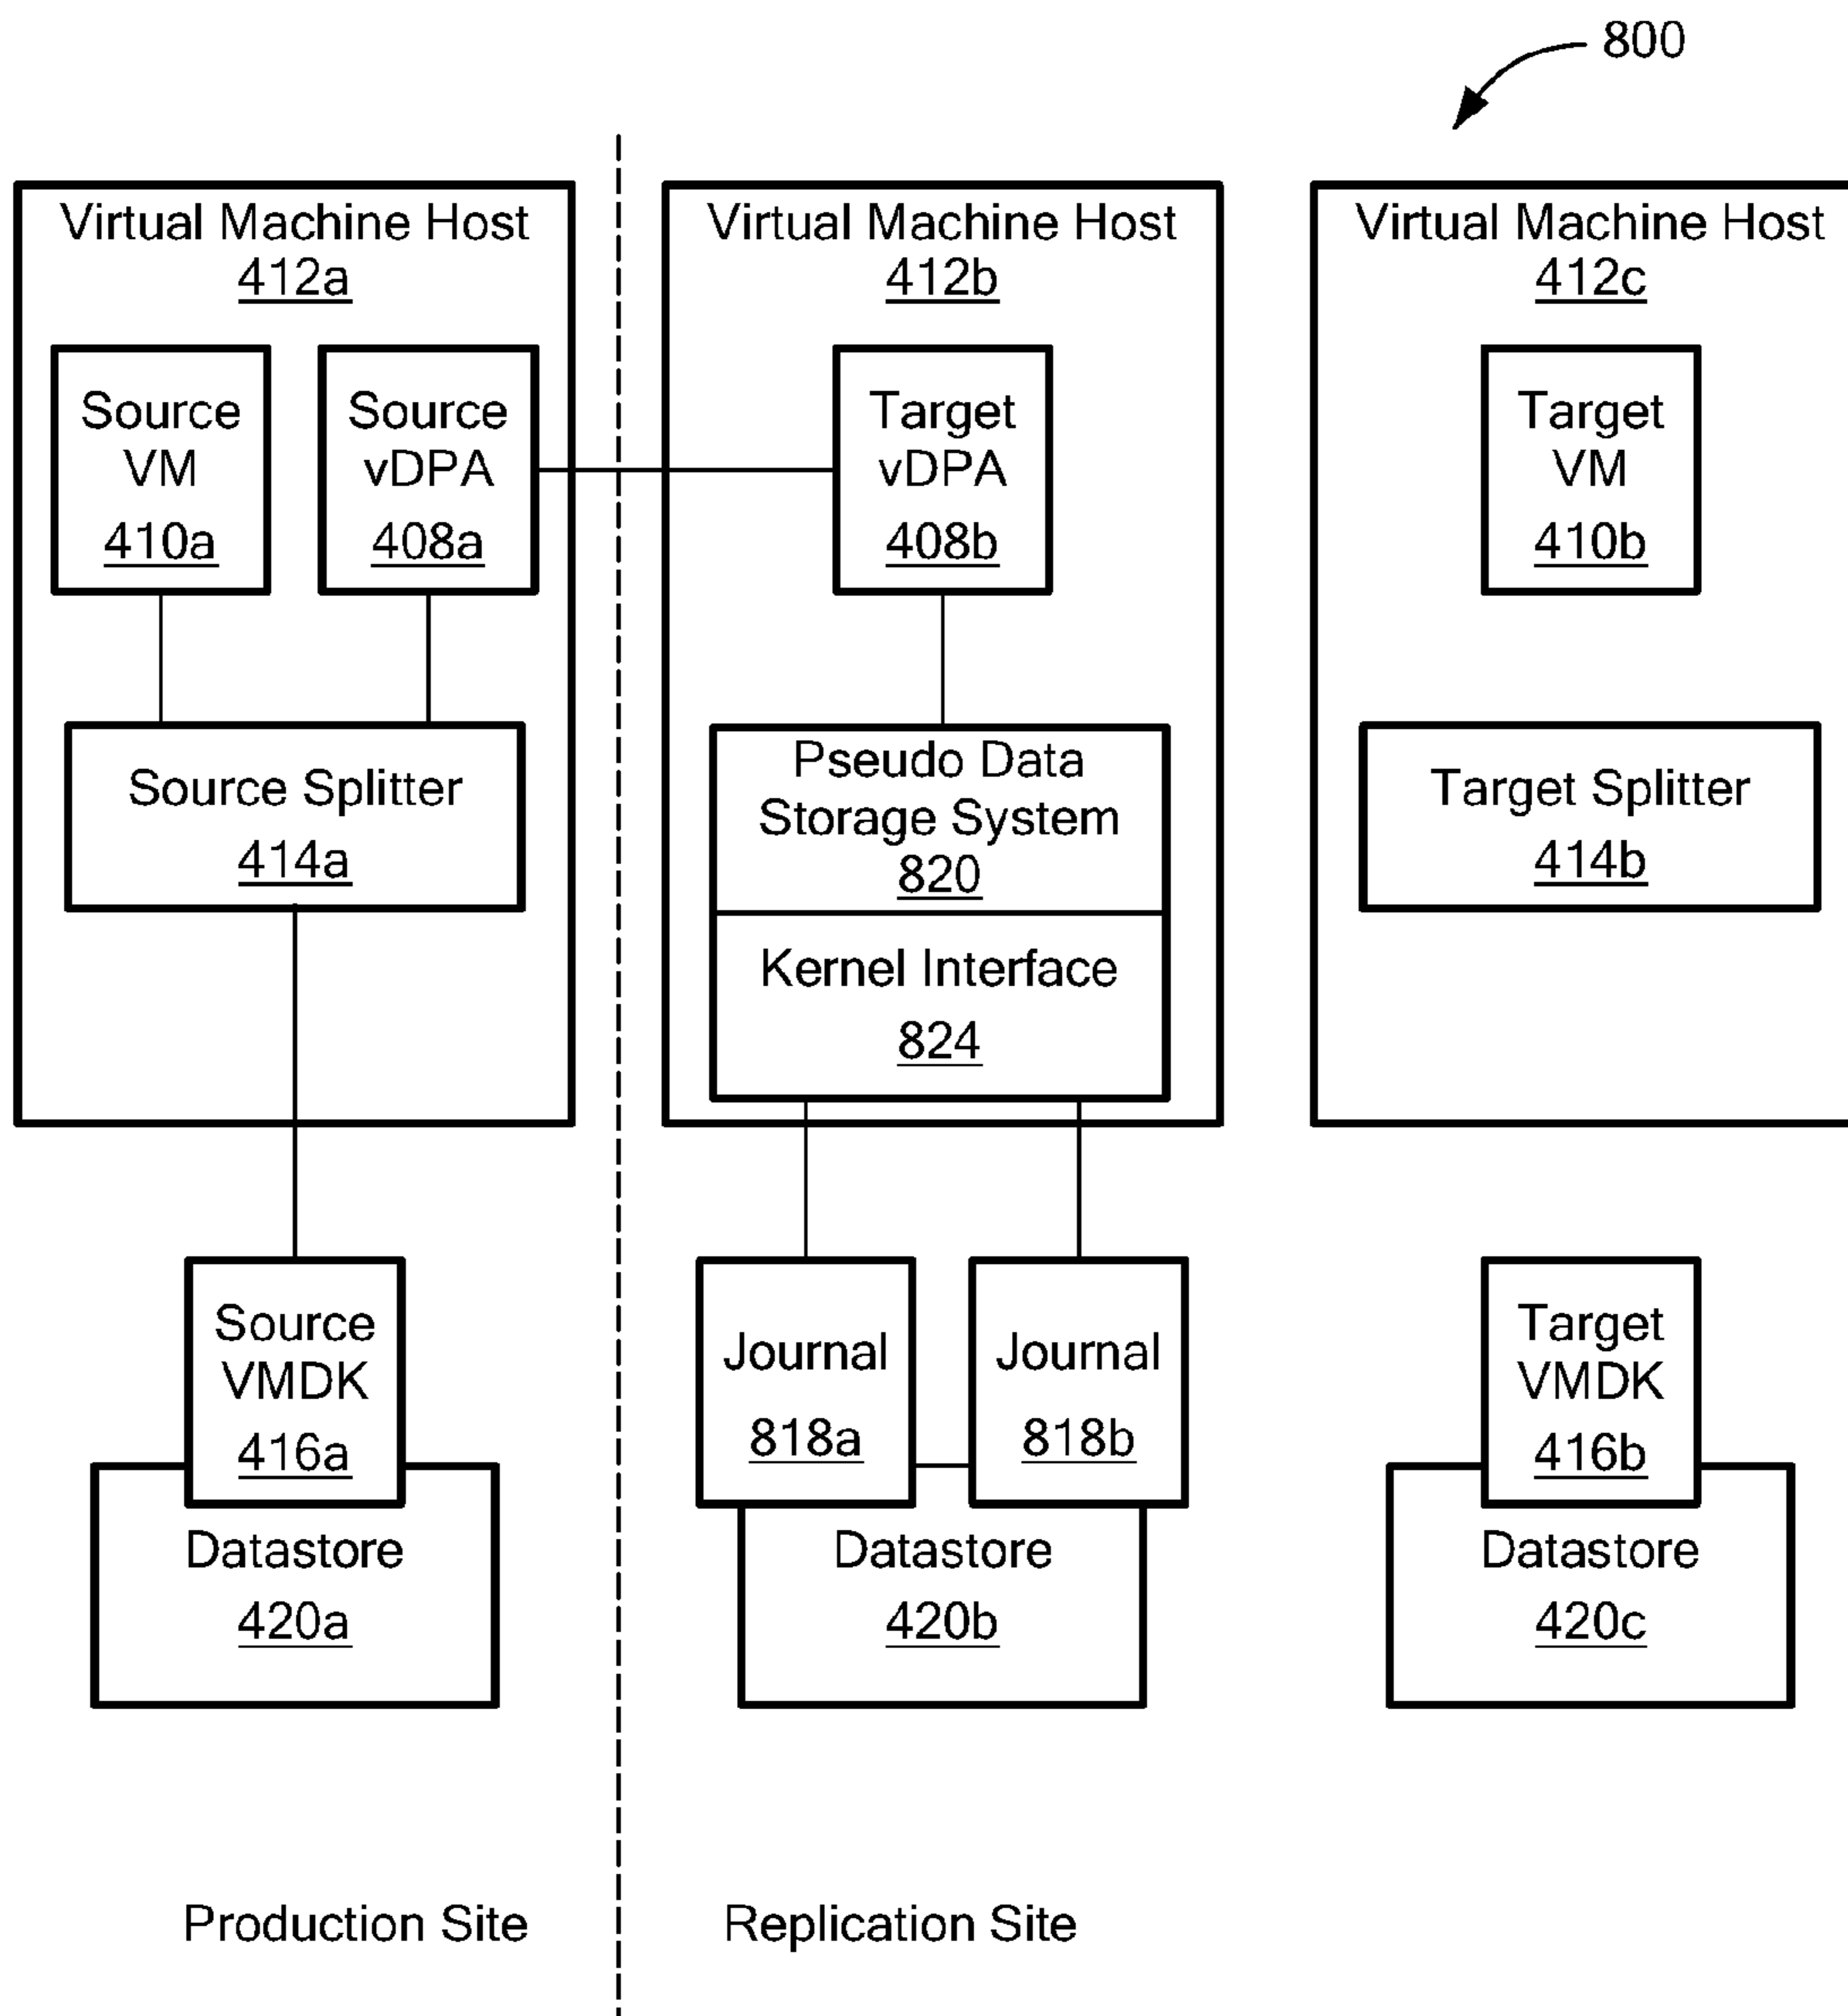 800
Virtual Machine Host
412a
Source
VM
410a
Source
vDPA
408a
Source Splitter
414a
Source
VMDK
416a
Datastore
420a
Production Site
Virtual Machine Host
412b
Target
vDPA
408b
Pseudo Data
Storage System
820
Kernel Interface
824
Journal
818a
Journal
818b
Datastore
420b
Replication Site
Virtual Machine Host
412c
Target
VM
410b
Target Splitter
414b
Target
VMDK
416b
Datastore
420c